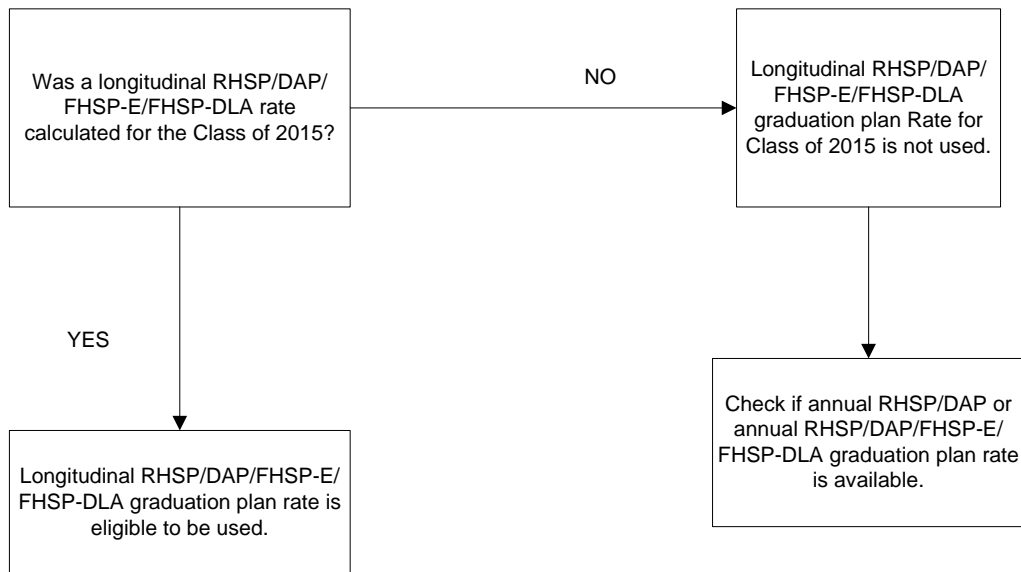 Was a longitudinal RHSP/DAP/
FHSP-E/FHSP-DLA rate
calculated for the Class of 2015?
NO
Longitudinal RHSP/DAP/
FHSP-E/FHSP-DLA
graduation plan Rate for
Class of 2015 is not used.
YES
Check if annual RHSP/DAP or
annual RHSP/DAP/FHSP-E/
FHSP-DLA graduation plan rate
is available.
Longitudinal RHSP/DAP/FHSP-E/
FHSP-DLA graduation plan rate is
eligible to be used.